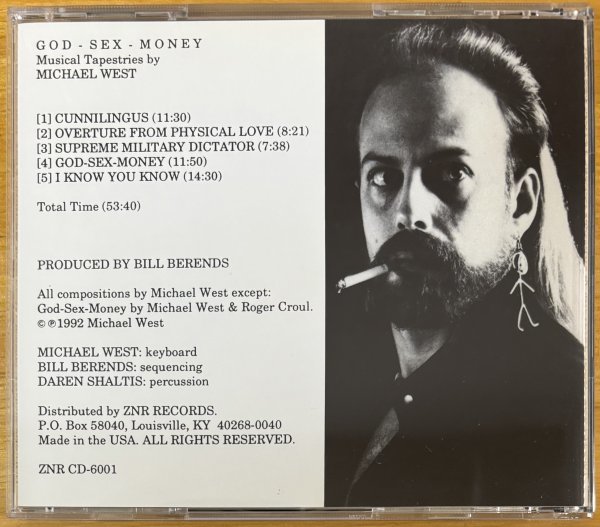 GOD - SEX - MONEY
Musical Tapestries by
MICHAEL WEST
[1] CUNNILINGUS (11:30)
[2] OVERTURE FROM PHYSICAL LOVE (8:21)
[3] SUPREME MILITARY DICTATOR (7:38)
[4] GOD-SEX-MONEY (11:50)
[5] I KNOW YOU KNOW (14:30)
Total Time (53:40)
PRODUCED BY BILL BERENDS
All compositions by Michael West except:
God-Sex-Money by Michael West & Roger Croul.
© ℗ 1992 Michael West
MICHAEL WEST: keyboard
BILL BERENDS: sequencing
DAREN SHALTIS: percussion
Distributed by ZNR RECORDS.
P.O. Box 58040, Louisville, KY 40268-0040
Made in the USA. ALL RIGHTS RESERVED.
ZNR CD-6001